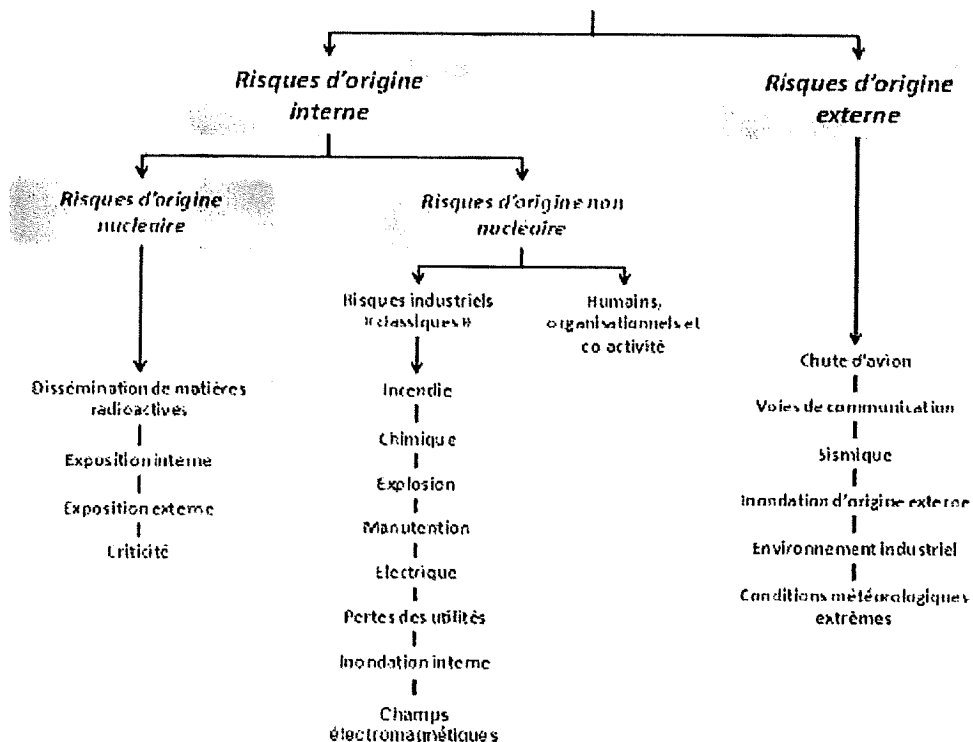 Risques d'origine
interne
Risques d'origine
externe
Risques d'origine
nucléaire
Risques d'origine non
nucléaire
Risques industriels
« classiques »
Humains,
organisationnels et
co activité
Dissémination de matières
radioactives
Exposition interne
Exposition externe
Criticité
Incendie
Chimique
Explosion
Manutention
Electrique
Pertes des utilités
Inondation interne
Champs
électromagnétiques
Chute d'avion
Voies de communication
Sismique
Inondation d'origine externe
Environnement industriel
Conditions météorologiques
extrêmes